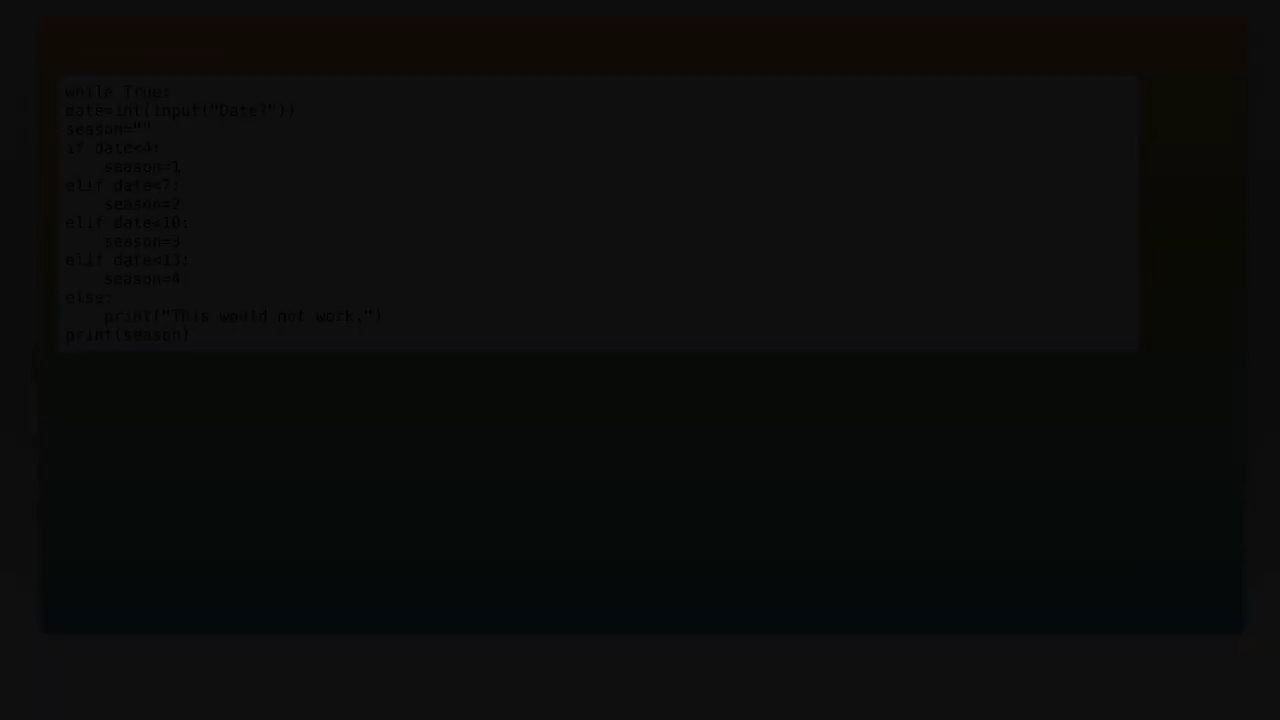 while True:
date=int(input("Date?"))
season=""
if date<4:
    season=1
elif date<7:
    season=2
elif date<10:
    season=3
elif date<13:
    season=4
else:
    print("This would not work.")
print(season)